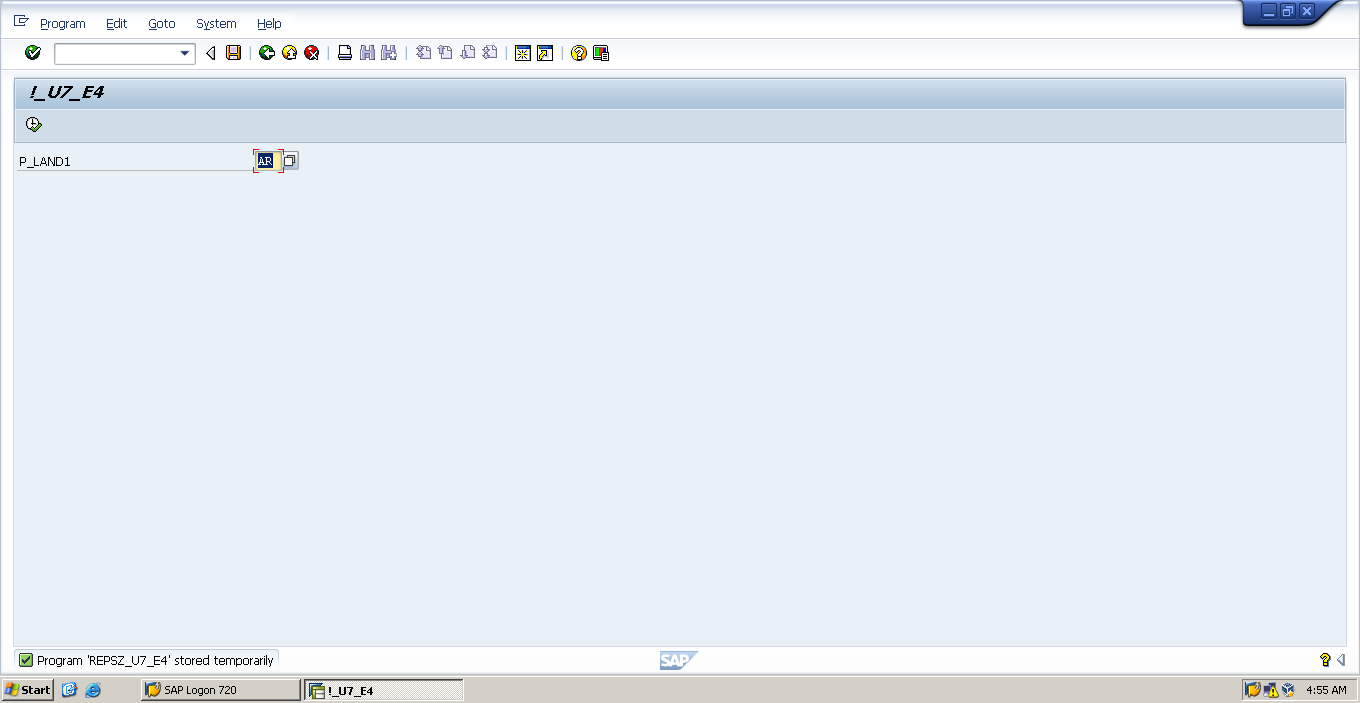 Program Edit Goto System Help
!_U7_E4
P_LAND1 AR
Program 'REPSZ_U7_E4' stored temporarily
SAP
Start SAP Logon 720 !_U7_E4 4:55 AM